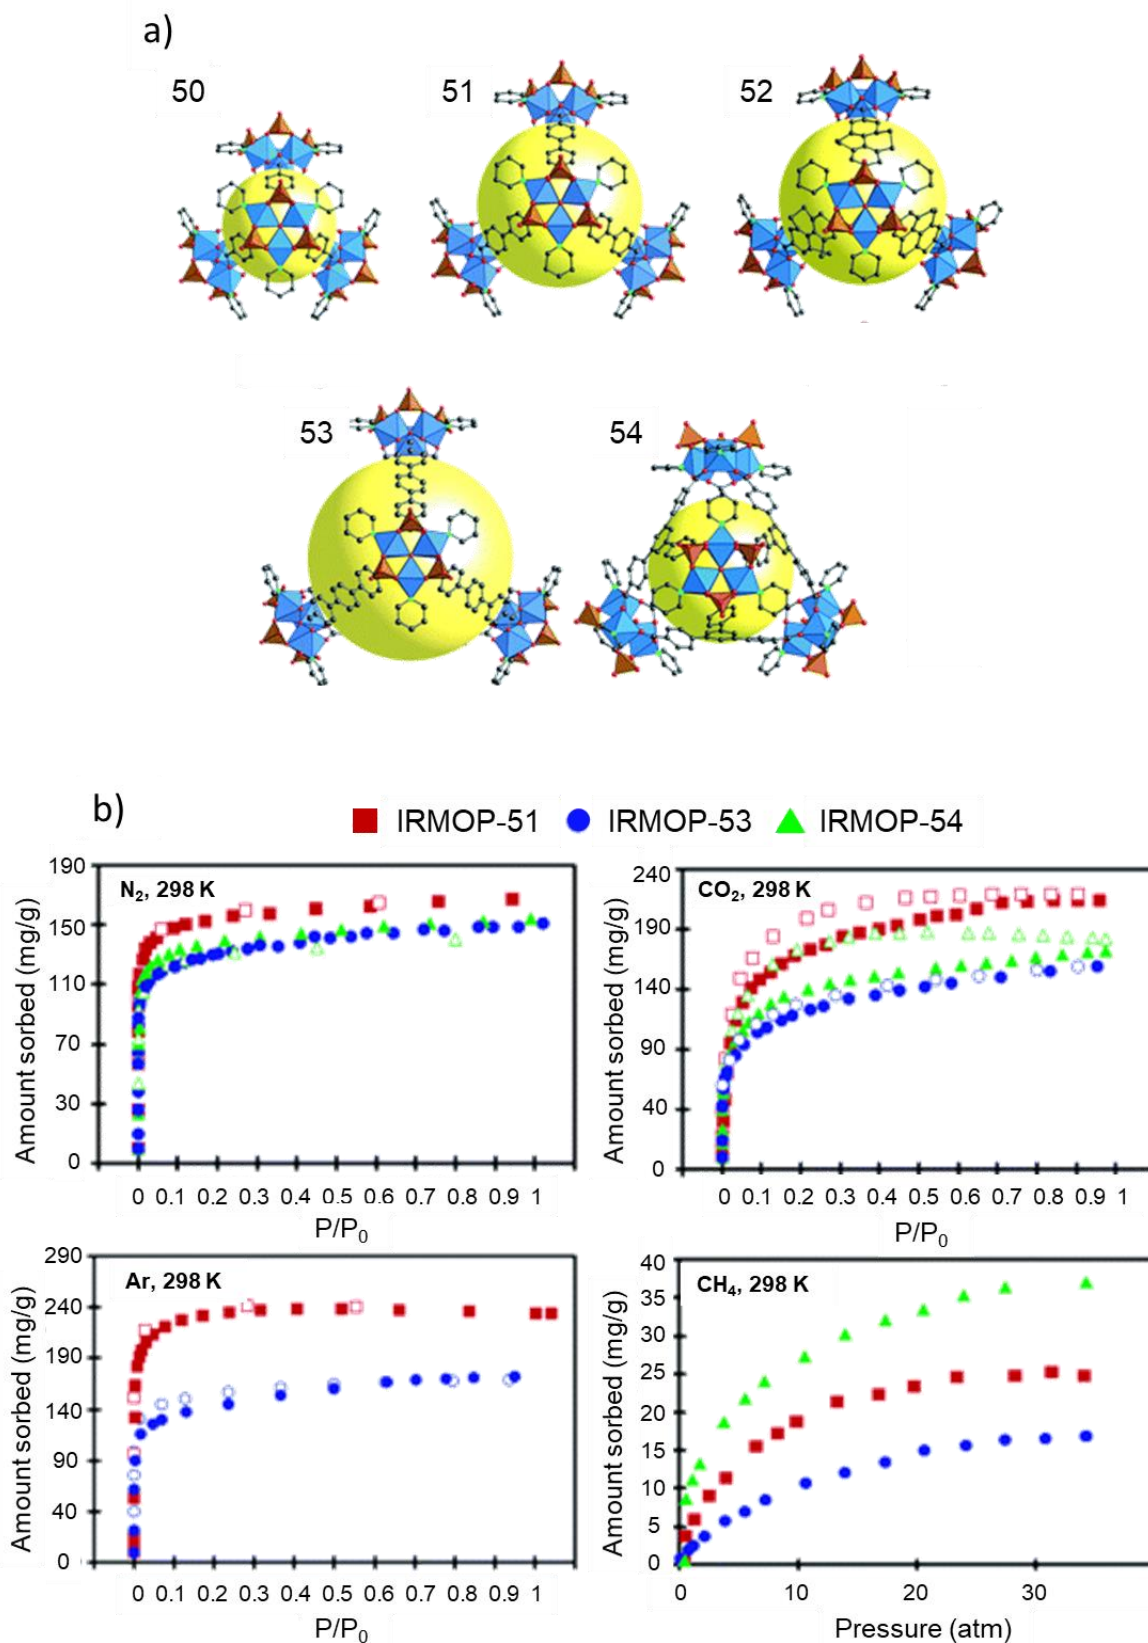 a)
50
51
52
53
54
b)
IRMOP-51 IRMOP-53 IRMOP-54
N2, 298 K
Amount sorbed (mg/g)
190
150
110
70
30
0
0 0.1 0.2 0.3 0.4 0.5 0.6 0.7 0.8 0.9 1
P/P0
CO2, 298 K
Amount sorbed (mg/g)
240
190
140
90
40
0
0 0.1 0.2 0.3 0.4 0.5 0.6 0.7 0.8 0.9 1
P/P0
Ar, 298 K
Amount sorbed (mg/g)
290
240
190
140
90
40
0
0 0.1 0.2 0.3 0.4 0.5 0.6 0.7 0.8 0.9 1
P/P0
CH4, 298 K
Amount sorbed (mg/g)
40
35
30
25
20
15
10
5
0
0 10 20 30
Pressure (atm)